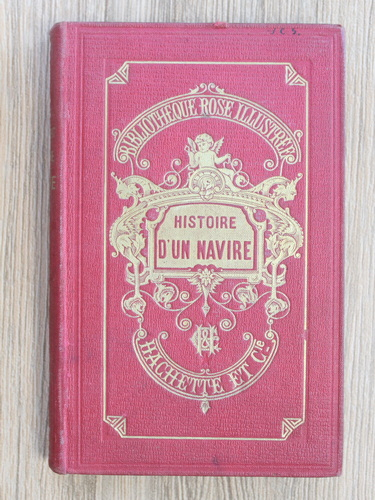 BIBLIOTHÈQUE ROSE ILLUSTRÉE
HISTOIRE
D'UN NAVIRE
HACHETTE ET Cie